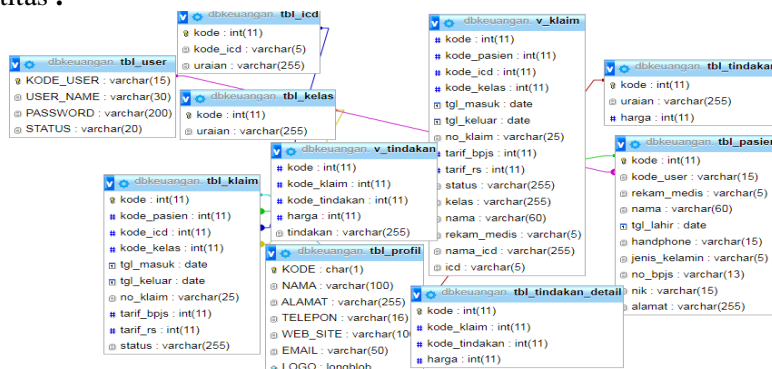 dbkeuangan tbl_icd
kode : int(11)
kode_icd : varchar(5)
uraian : varchar(255)
dbkeuangan tbl_user
KODE_USER : varchar(15)
USER_NAME : varchar(30)
PASSWORD : varchar(200)
STATUS : varchar(20)
dbkeuangan tbl_kelas
kode : int(11)
uraian : varchar(255)
dbkeuangan v_klaim
kode : int(11)
kode_pasien : int(11)
kode_icd : int(11)
kode_kelas : int(11)
tgl_masuk : date
tgl_keluar : date
no_klaim : varchar(25)
tarif_bpjs : int(11)
tarif_rs : int(11)
status : varchar(255)
kelas : varchar(255)
nama : varchar(60)
rekam_medis : varchar(5)
nama_icd : varchar(255)
icd : varchar(5)
dbkeuangan tbl_tindakan
kode : int(11)
uraian : varchar(255)
harga : int(11)
dbkeuangan v_tindakan
kode : int(11)
kode_klaim : int(11)
kode_tindakan : int(11)
harga : int(11)
tindakan : varchar(255)
dbkeuangan tbl_pasien
kode : int(11)
kode_user : varchar(15)
rekam_medis : varchar(5)
nama : varchar(60)
tgl_lahir : date
handphone : varchar(15)
jenis_kelamin : varchar(5)
no_bpjs : varchar(13)
nik : varchar(15)
alamat : varchar(255)
dbkeuangan tbl_klaim
kode : int(11)
kode_pasien : int(11)
kode_icd : int(11)
kode_kelas : int(11)
tgl_masuk : date
tgl_keluar : date
no_klaim : varchar(25)
tarif_bpjs : int(11)
tarif_rs : int(11)
status : varchar(255)
dbkeuangan tbl_profil
KODE : char(1)
NAMA : varchar(100)
ALAMAT : varchar(255)
TELEPON : varchar(16)
WEB_SITE : varchar(10
EMAIL : varchar(50)
LOGO : longblob
dbkeuangan tbl_tindakan_detail
kode : int(11)
kode_klaim : int(11)
kode_tindakan : int(11)
harga : int(11)